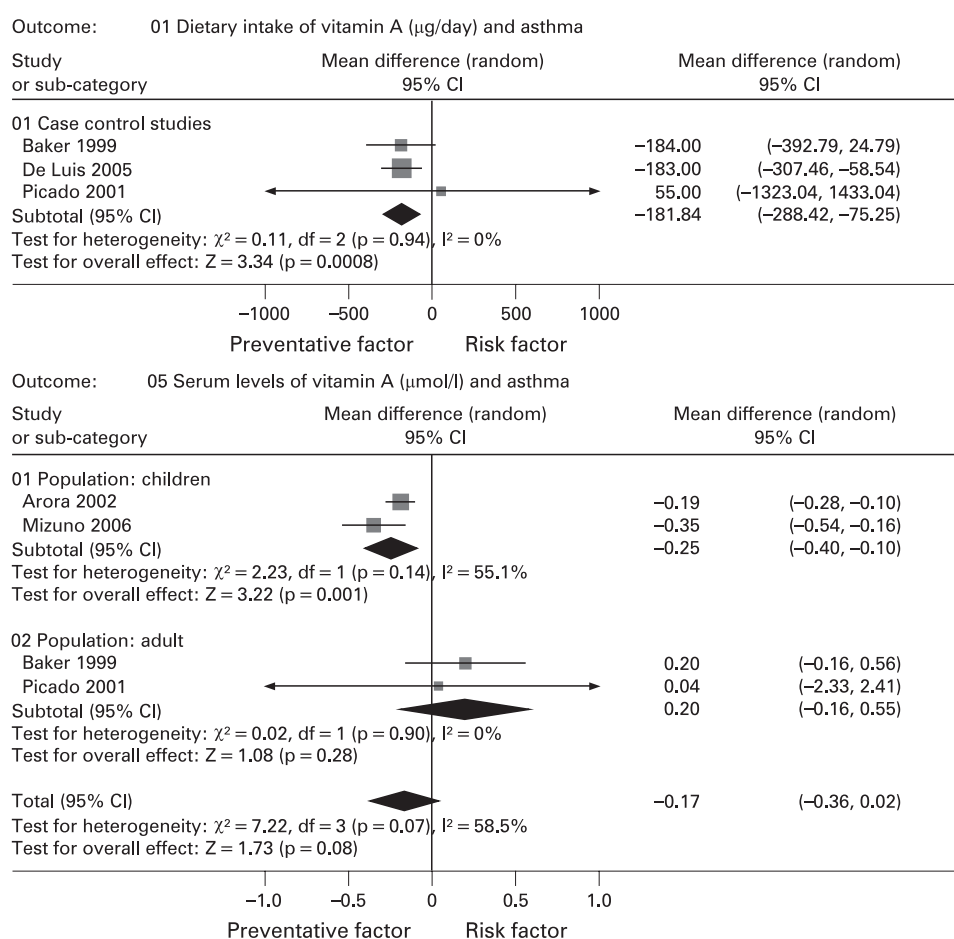 Outcome: 01 Dietary intake of vitamin A (μg/day) and asthma
Study Mean difference (random) Mean difference (random)
or sub-category 95% CI 95% CI
01 Case control studies
Baker 1999 −184.00 (−392.79, 24.79)
De Luis 2005 −183.00 (−307.46, −58.54)
Picado 2001 55.00 (−1323.04, 1433.04)
Subtotal (95% CI) −181.84 (−288.42, −75.25)
Test for heterogeneity: χ² = 0.11, df = 2 (p = 0.94), I² = 0%
Test for overall effect: Z = 3.34 (p = 0.0008)
−1000 −500 0 500 1000
Preventative factor Risk factor
Outcome: 05 Serum levels of vitamin A (μmol/l) and asthma
Study Mean difference (random) Mean difference (random)
or sub-category 95% CI 95% CI
01 Population: children
Arora 2002 −0.19 (−0.28, −0.10)
Mizuno 2006 −0.35 (−0.54, −0.16)
Subtotal (95% CI) −0.25 (−0.40, −0.10)
Test for heterogeneity: χ² = 2.23, df = 1 (p = 0.14), I² = 55.1%
Test for overall effect: Z = 3.22 (p = 0.001)
02 Population: adult
Baker 1999 0.20 (−0.16, 0.56)
Picado 2001 0.04 (−2.33, 2.41)
Subtotal (95% CI) 0.20 (−0.16, 0.55)
Test for heterogeneity: χ² = 0.02, df = 1 (p = 0.90), I² = 0%
Test for overall effect: Z = 1.08 (p = 0.28)
Total (95% CI) −0.17 (−0.36, 0.02)
Test for heterogeneity: χ² = 7.22, df = 3 (p = 0.07), I² = 58.5%
Test for overall effect: Z = 1.73 (p = 0.08)
−1.0 −0.5 0 0.5 1.0
Preventative factor Risk factor